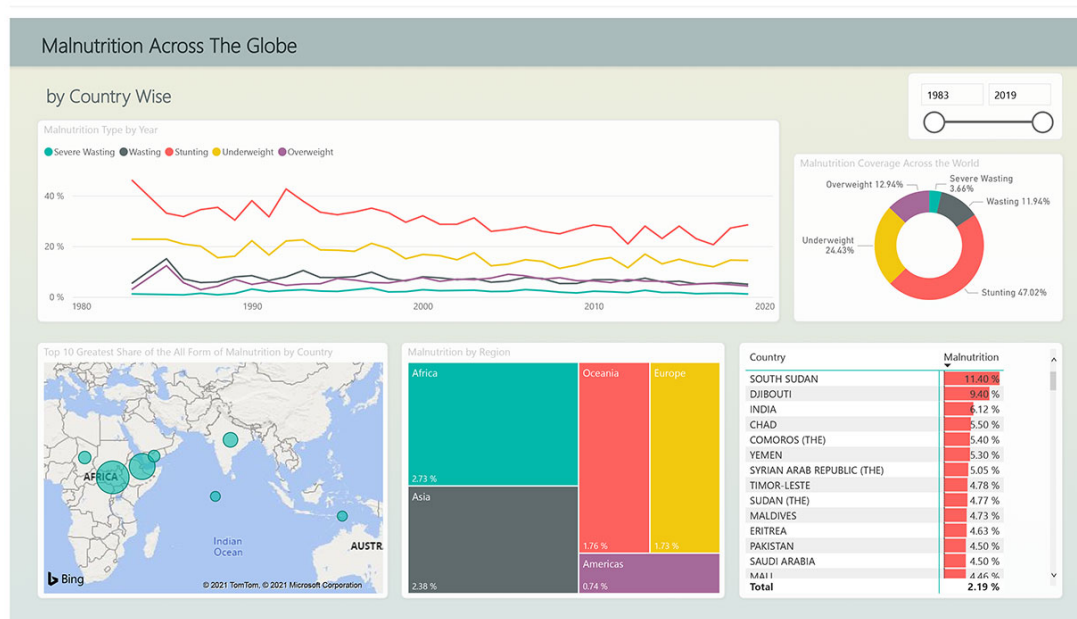 Malnutrition Across The Globe
by Country Wise
1983 2019
Malnutrition Type by Year
Severe Wasting Wasting Stunting Underweight Overweight
40 %
20 %
0 %
1980 1990 2000 2010 2020
Malnutrition Coverage Across the World
Overweight 12.94%
Severe Wasting
3.66%
Wasting 11.94%
Underweight
24.43%
Stunting 47.02%
Top 10 Greatest Share of the All Form of Malnutrition by Country
AFRICA
Indian
Ocean
AUSTR
Bing
© 2021 TomTom, © 2021 Microsoft Corporation
Malnutrition by Region
Africa
2.73 %
Asia
2.38 %
Oceania
1.76 %
Europe
1.73 %
Americas
0.74 %
Country Malnutrition
SOUTH SUDAN 11.40 %
DJIBOUTI 9.40 %
INDIA 6.12 %
CHAD 5.50 %
COMOROS (THE) 5.40 %
YEMEN 5.30 %
SYRIAN ARAB REPUBLIC (THE) 5.05 %
TIMOR-LESTE 4.78 %
SUDAN (THE) 4.77 %
MALDIVES 4.73 %
ERITREA 4.63 %
PAKISTAN 4.50 %
SAUDI ARABIA 4.50 %
MALI 4.46 %
Total 2.19 %